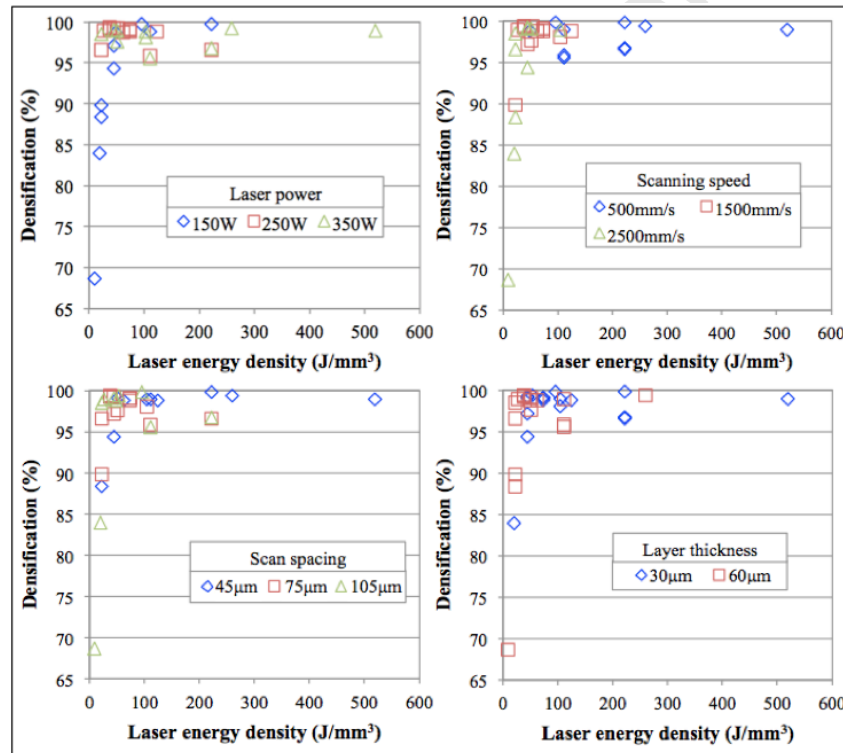 100
95
90
85
80
75
70
65
Densification (%)
Laser power
150W 250W 350W
0 100 200 300 400 500 600
Laser energy density (J/mm³)
100
95
90
85
80
75
70
65
Densification (%)
Scanning speed
500mm/s 1500mm/s
2500mm/s
0 100 200 300 400 500 600
Laser energy density (J/mm³)
100
95
90
85
80
75
70
65
Densification (%)
Scan spacing
45μm 75μm 105μm
0 100 200 300 400 500 600
Laser energy density (J/mm³)
100
95
90
85
80
75
70
65
Densification (%)
Layer thickness
30μm 60μm
0 100 200 300 400 500 600
Laser energy density (J/mm³)